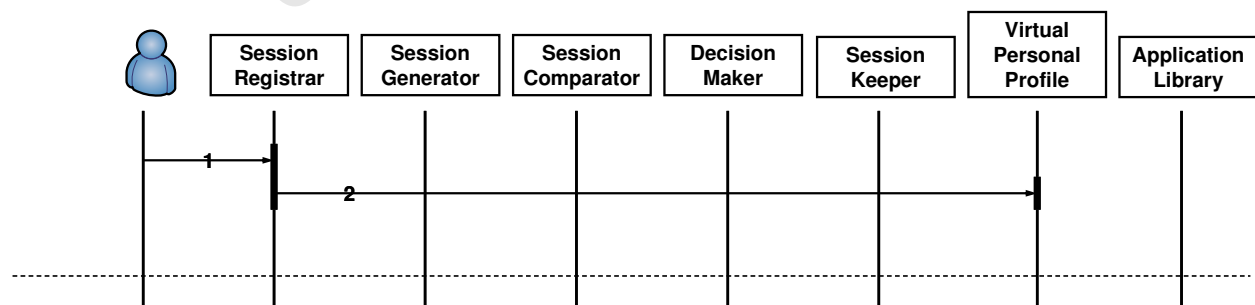 Session
Registrar
Session
Generator
Session
Comparator
Decision
Maker
Session
Keeper
Virtual
Personal
Profile
Application
Library
1
2